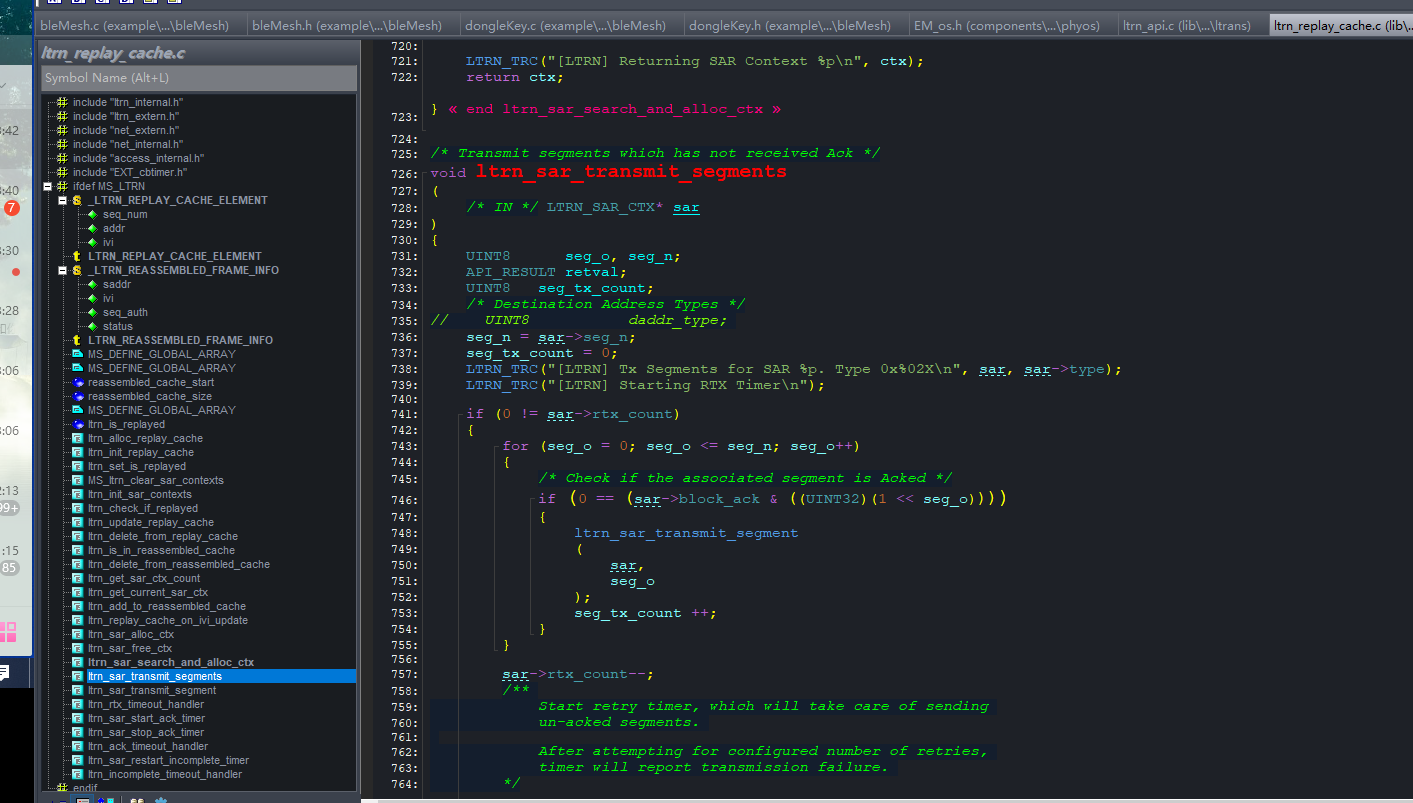 bleMesh.c (example\...\bleMesh)
bleMesh.h (example\...\bleMesh)
dongleKey.c (example\...\bleMesh)
dongleKey.h (example\...\bleMesh)
EM_os.h (components\...\phyos)
ltrn_api.c (lib\...\ltrans)
ltrn_replay_cache.c (lib\...
ltrn_replay_cache.c
Symbol Name (Alt+L)
include "ltrn_internal.h"
include "ltrn_extern.h"
include "net_extern.h"
include "net_internal.h"
include "access_internal.h"
include "EXT_cbtimer.h"
ifdef MS_LTRN
_LTRN_REPLAY_CACHE_ELEMENT
seq_num
addr
ivi
LTRN_REPLAY_CACHE_ELEMENT
_LTRN_REASSEMBLED_FRAME_INFO
saddr
ivi
seq_auth
status
LTRN_REASSEMBLED_FRAME_INFO
MS_DEFINE_GLOBAL_ARRAY
MS_DEFINE_GLOBAL_ARRAY
reassembled_cache_start
reassembled_cache_size
MS_DEFINE_GLOBAL_ARRAY
ltrn_is_replayed
ltrn_alloc_replay_cache
ltrn_init_replay_cache
ltrn_set_is_replayed
MS_ltrn_clear_sar_contexts
ltrn_init_sar_contexts
ltrn_check_if_replayed
ltrn_update_replay_cache
ltrn_delete_from_replay_cache
ltrn_is_in_reassembled_cache
ltrn_delete_from_reassembled_cache
ltrn_get_sar_ctx_count
ltrn_get_current_sar_ctx
ltrn_add_to_reassembled_cache
ltrn_replay_cache_on_ivi_update
ltrn_sar_alloc_ctx
ltrn_sar_free_ctx
ltrn_sar_search_and_alloc_ctx
ltrn_sar_transmit_segments
ltrn_sar_transmit_segment
ltrn_rtx_timeout_handler
ltrn_sar_start_ack_timer
ltrn_sar_stop_ack_timer
ltrn_ack_timeout_handler
ltrn_sar_restart_incomplete_timer
ltrn_incomplete_timeout_handler
endif
720:
721: LTRN_TRC("[LTRN] Returning SAR Context %p\n", ctx);
722: return ctx;
723: } « end ltrn_sar_search_and_alloc_ctx »
724:
725: /* Transmit segments which has not received Ack */
726: void ltrn_sar_transmit_segments
727: (
728: /* IN */ LTRN_SAR_CTX* sar
729: )
730: {
731: UINT8 seg_o, seg_n;
732: API_RESULT retval;
733: UINT8 seg_tx_count;
734: /* Destination Address Types */
735: // UINT8 daddr_type;
736: seg_n = sar->seg_n;
737: seg_tx_count = 0;
738: LTRN_TRC("[LTRN] Tx Segments for SAR %p. Type 0x%02X\n", sar, sar->type);
739: LTRN_TRC("[LTRN] Starting RTX Timer\n");
740:
741: if (0 != sar->rtx_count)
742: {
743: for (seg_o = 0; seg_o <= seg_n; seg_o++)
744: {
745: /* Check if the associated segment is Acked */
746: if (0 == (sar->block_ack & ((UINT32)(1 << seg_o))))
747: {
748: ltrn_sar_transmit_segment
749: (
750: sar,
751: seg_o
752: );
753: seg_tx_count ++;
754: }
755: }
756:
757: sar->rtx_count--;
758: /**
759: Start retry timer, which will take care of sending
760: un-acked segments.
761:
762: After attempting for configured number of retries,
763: timer will report transmission failure.
764: */
:42
:40
7
:30
:28
:06
:06
:13
99+
:15
85